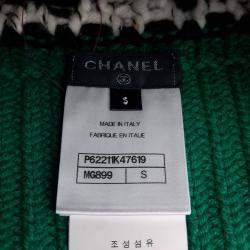 CHANEL
S
MADE IN ITALY
FABRIQUE EN ITALIE
P62211K47619
MG899 S
조성섬유